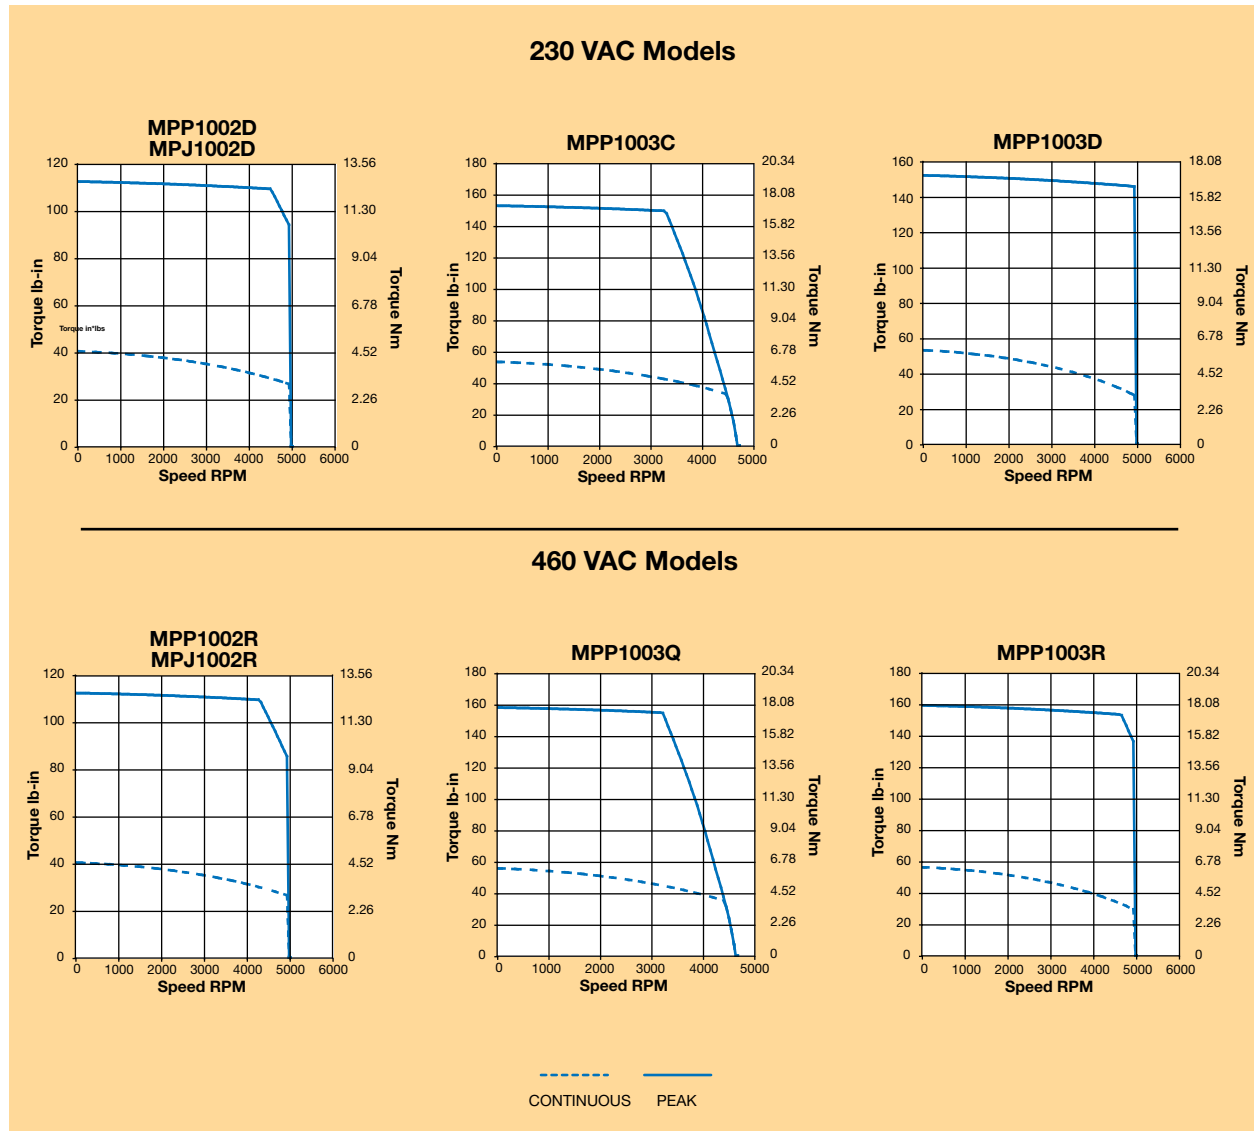 230 VAC Models
MPP1002D
MPJ1002D
120
100
80
60
40
20
0
13.56
11.30
9.04
6.78
4.52
2.26
0
Torque lb-in
Torque in*lbs
Torque Nm
0 1000 2000 3000 4000 5000 6000
Speed RPM
MPP1003C
180
160
140
120
100
80
60
40
20
0
20.34
18.08
15.82
13.56
11.30
9.04
6.78
4.52
2.26
0
Torque lb-in
Torque Nm
0 1000 2000 3000 4000 5000
Speed RPM
MPP1003D
160
140
120
100
80
60
40
20
0
18.08
15.82
13.56
11.30
9.04
6.78
4.52
2.26
0
Torque lb-in
Torque Nm
0 1000 2000 3000 4000 5000 6000
Speed RPM
460 VAC Models
MPP1002R
MPJ1002R
120
100
80
60
40
20
0
13.56
11.30
9.04
6.78
4.52
2.26
0
Torque lb-in
Torque Nm
0 1000 2000 3000 4000 5000 6000
Speed RPM
MPP1003Q
180
160
140
120
100
80
60
40
20
0
20.34
18.08
15.82
13.56
11.30
9.04
6.78
4.52
2.26
0
Torque lb-in
Torque Nm
0 1000 2000 3000 4000 5000
Speed RPM
MPP1003R
180
160
140
120
100
80
60
40
20
0
20.34
18.08
15.82
13.56
11.30
9.04
6.78
4.52
2.26
0
Torque lb-in
Torque Nm
0 1000 2000 3000 4000 5000 6000
Speed RPM
CONTINUOUS PEAK